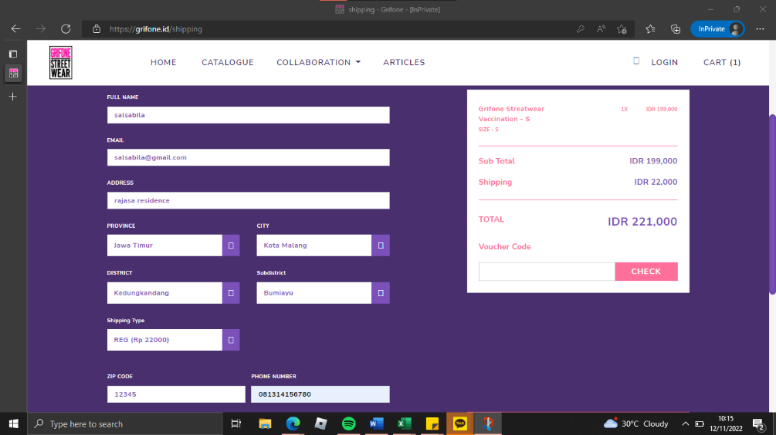 shipping - Grifone - [InPrivate]
https://grifone.id/shipping
InPrivate
GRIFONE
STREET
WEAR
HOME
CATALOGUE
COLLABORATION
ARTICLES
LOGIN
CART (1)
FULL NAME
salsabila
EMAIL
salsabila@gmail.com
ADDRESS
rajasa residence
PROVINCE
CITY
Jawa Timur
Kota Malang
DISTRICT
Subdistrict
Kedungkandang
Bumiayu
Shipping Type
REG (Rp 22000)
ZIP CODE
PHONE NUMBER
12345
081314156780
Grifone Streetwear
1X
IDR 199,000
Vaccination - S
SIZE - S
Sub Total
IDR 199,000
Shipping
IDR 22,000
TOTAL
IDR 221,000
Voucher Code
CHECK
Type here to search
30°C Cloudy
10:15
12/11/2022